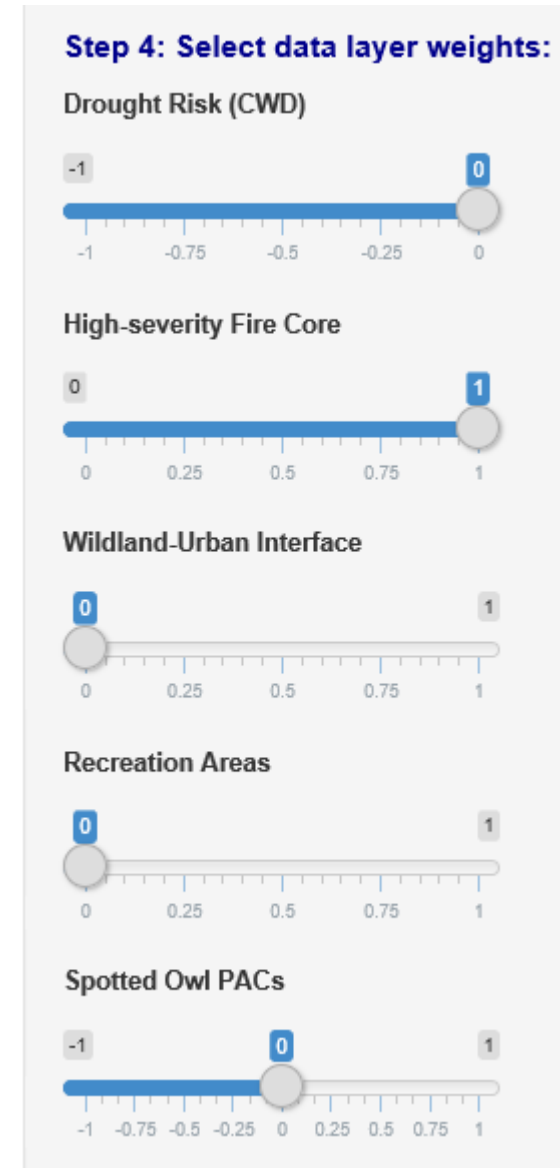 Step 4: Select data layer weights:
Drought Risk (CWD)
-1 0
-1 -0.75 -0.5 -0.25 0
High-severity Fire Core
0 1
0 0.25 0.5 0.75 1
Wildland-Urban Interface
0 1
0 0.25 0.5 0.75 1
Recreation Areas
0 1
0 0.25 0.5 0.75 1
Spotted Owl PACs
-1 0 1
-1 -0.75 -0.5 -0.25 0 0.25 0.5 0.75 1